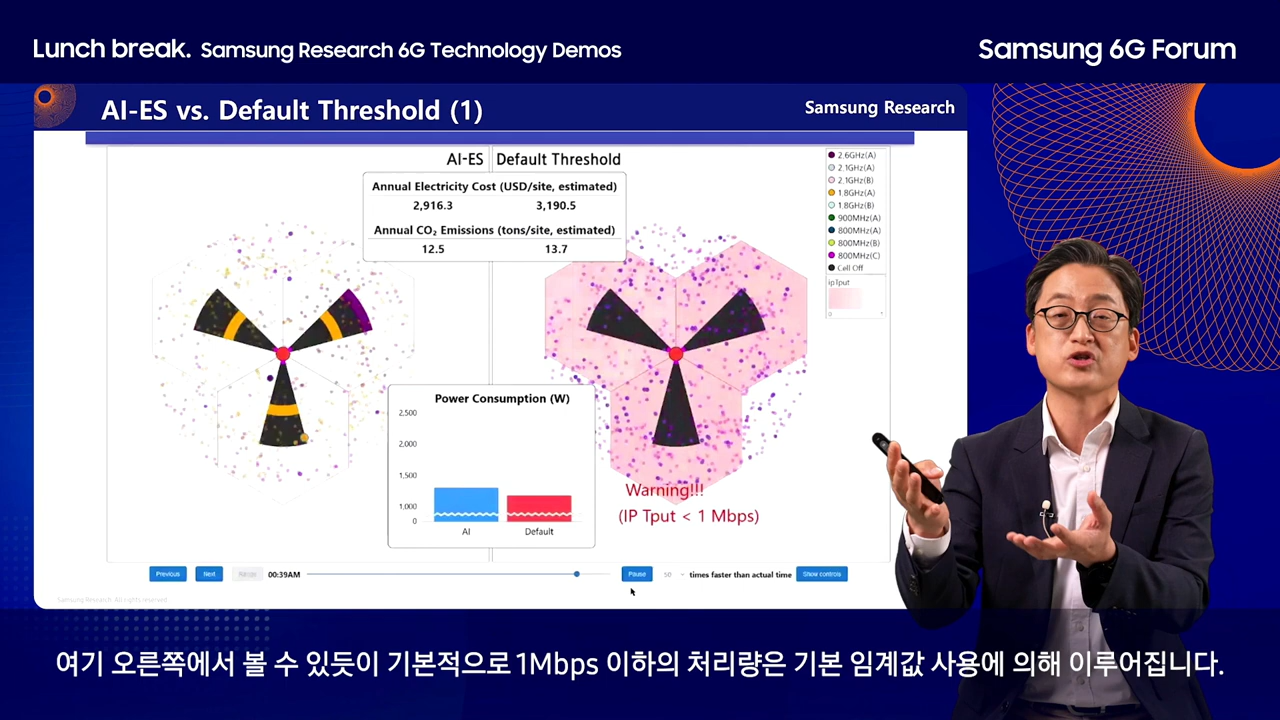 Lunch break. Samsung Research 6G Technology Demos
Samsung 6G Forum
AI-ES vs. Default Threshold (1)
Samsung Research
AI-ES
Default Threshold
Annual Electricity Cost (USD/site, estimated)
2,916.3
3,190.5
Annual CO₂ Emissions (tons/site, estimated)
12.5
13.7
2.6GHz(A)
2.1GHz(A)
2.1GHz(B)
1.8GHz(A)
1.8GHz(B)
900MHz(A)
800MHz(A)
800MHz(B)
800MHz(C)
Cell Off
ipTput
0
1
Power Consumption (W)
2,500
2,000
1,500
1,000
0
AI
Default
Warning!!!
(IP Tput < 1 Mbps)
Previous
Next
00:39AM
Pause
50
times faster than actual time
Show controls
Samsung Research. All rights reserved.
여기 오른쪽에서 볼 수 있듯이 기본적으로 1Mbps 이하의 처리량은 기본 임계값 사용에 의해 이루어집니다.